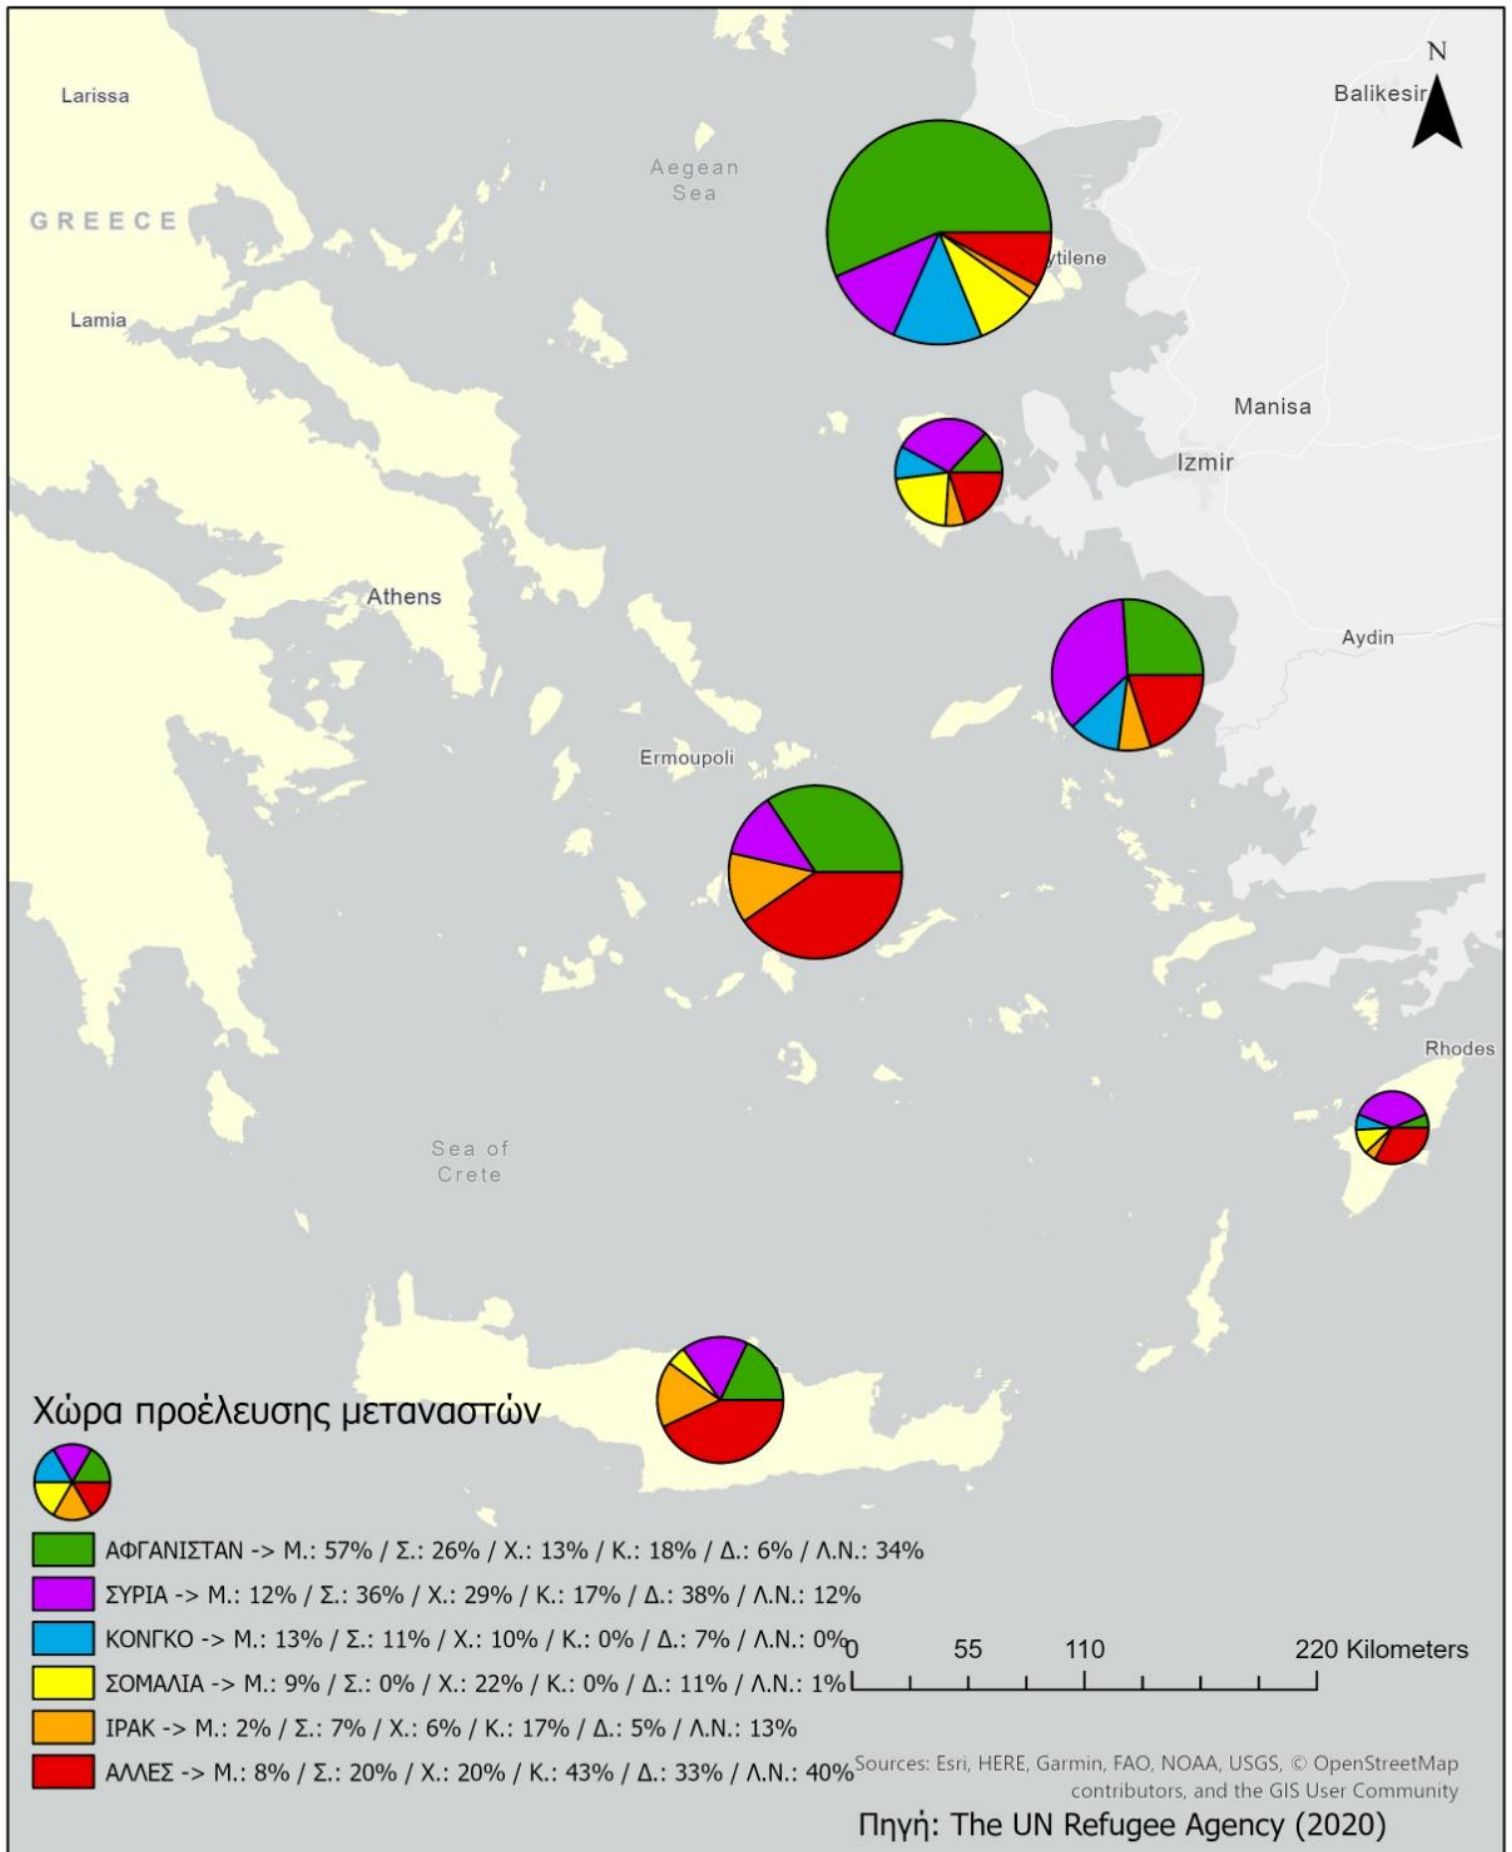 N
Larissa
Balikesir
Aegean
Sea
GREECE
ytilene
Lamia
Manisa
Izmir
Athens
Aydin
Ermoupoli
Rhodes
Sea of
Crete
Χώρα προέλευσης μεταναστών
ΑΦΓΑΝΙΣΤΑΝ -> Μ.: 57% / Σ.: 26% / Χ.: 13% / Κ.: 18% / Δ.: 6% / Λ.Ν.: 34%
ΣΥΡΙΑ -> Μ.: 12% / Σ.: 36% / Χ.: 29% / Κ.: 17% / Δ.: 38% / Λ.Ν.: 12%
ΚΟΝΓΚΟ -> Μ.: 13% / Σ.: 11% / Χ.: 10% / Κ.: 0% / Δ.: 7% / Λ.Ν.: 0%
0 55 110 220 Kilometers
ΣΟΜΑΛΙΑ -> Μ.: 9% / Σ.: 0% / Χ.: 22% / Κ.: 0% / Δ.: 11% / Λ.Ν.: 1%
ΙΡΑΚ -> Μ.: 2% / Σ.: 7% / Χ.: 6% / Κ.: 17% / Δ.: 5% / Λ.Ν.: 13%
ΑΛΛΕΣ -> Μ.: 8% / Σ.: 20% / Χ.: 20% / Κ.: 43% / Δ.: 33% / Λ.Ν.: 40%
Sources: Esri, HERE, Garmin, FAO, NOAA, USGS, © OpenStreetMap
contributors, and the GIS User Community
Πηγή: The UN Refugee Agency (2020)